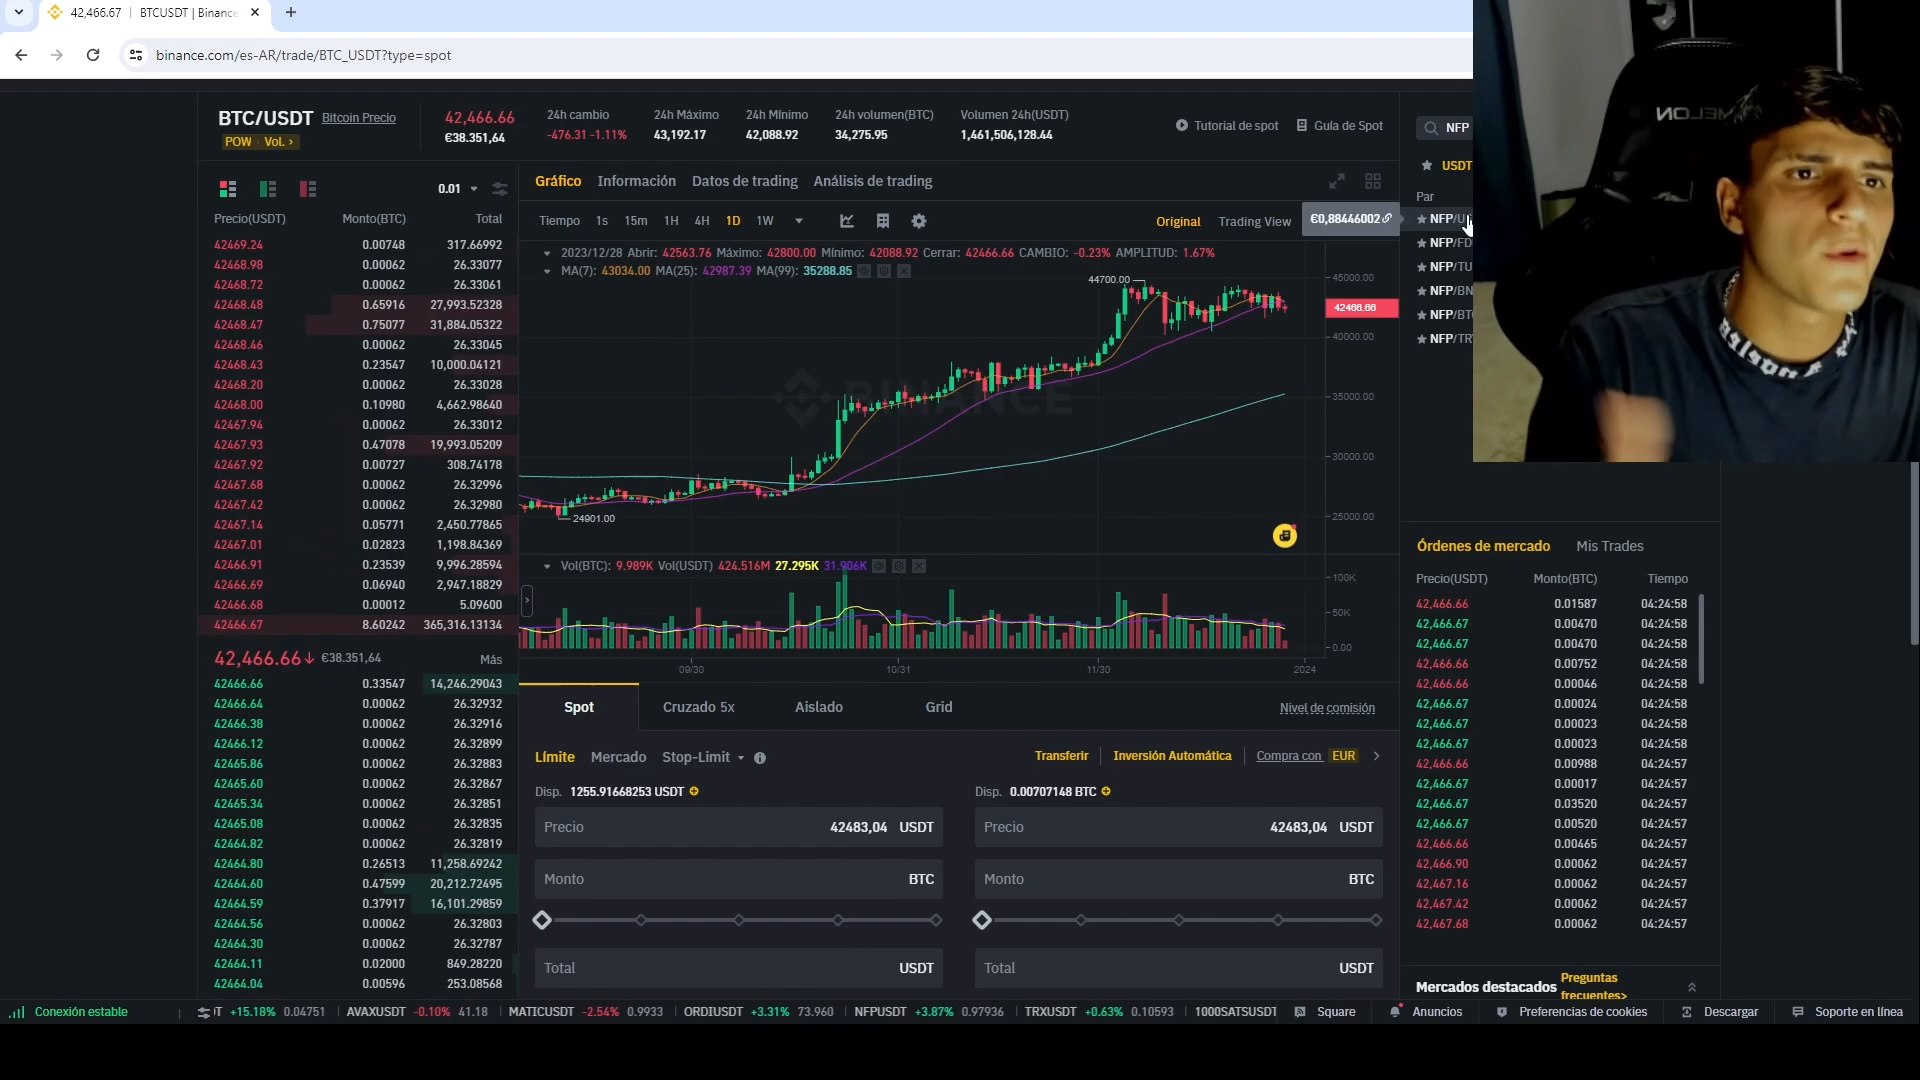 42,466.67 | BTCUSDT | Binance
binance.com/es-AR/trade/BTC_USDT?type=spot
BTC/USDT Bitcoin Precio
POW · Vol. ›
42,466.66
€38.351,64
24h cambio
-476.31 -1.11%
24h Máximo
43,192.17
24h Mínimo
42,088.92
24h volumen(BTC)
34,275.95
Volumen 24h(USDT)
1,461,506,128.44
Tutorial de spot
Guía de Spot
0.01
Precio(USDT) Monto(BTC) Total
42469.24 0.00748 317.66992
42468.98 0.00062 26.33077
42468.72 0.00062 26.33061
42468.48 0.65916 27,993.52328
42468.47 0.75077 31,884.05322
42468.46 0.00062 26.33045
42468.43 0.23547 10,000.04121
42468.20 0.00062 26.33028
42468.00 0.10980 4,662.98640
42467.94 0.00062 26.33012
42467.93 0.47078 19,993.05209
42467.92 0.00727 308.74178
42467.68 0.00062 26.32996
42467.42 0.00062 26.32980
42467.14 0.05771 2,450.77865
42467.01 0.02823 1,198.84369
42466.91 0.23539 9,996.28594
42466.69 0.06940 2,947.18829
42466.68 0.00012 5.09600
42466.67 8.60242 365,316.13134
42,466.66↓ €38.351,64 Más
42466.66 0.33547 14,246.29043
42466.64 0.00062 26.32932
42466.38 0.00062 26.32916
42466.12 0.00062 26.32899
42465.86 0.00062 26.32883
42465.60 0.00062 26.32867
42465.34 0.00062 26.32851
42465.08 0.00062 26.32835
42464.82 0.00062 26.32819
42464.80 0.26513 11,258.69242
42464.60 0.47599 20,212.72495
42464.59 0.37917 16,101.29859
42464.56 0.00062 26.32803
42464.30 0.00062 26.32787
42464.11 0.02000 849.28220
42464.04 0.00596 253.08568
Gráfico Información Datos de trading Análisis de trading
Tiempo 1s 15m 1H 4H 1D 1W
Original Trading View
€0,88446002
2023/12/28 Abrir: 42563.76 Máximo: 42800.00 Mínimo: 42088.92 Cerrar: 42466.66 CAMBIO: -0.23% AMPLITUD: 1.67%
MA(7): 43034.00 MA(25): 42987.39 MA(99): 35288.85
44700.00
45000.00
42466.66
40000.00
BINANCE
35000.00
30000.00
24901.00
25000.00
Vol(BTC): 9.989K Vol(USDT) 424.516M 27.295K 31.906K
100K
50K
0.00
09/30 10/31 11/30 2024
Spot Cruzado 5x Aislado Grid
Nivel de comisión
Límite Mercado Stop-Limit
Transferir | Inversión Automática | Compra con EUR
Disp. 1255.91668253 USDT
Disp. 0.00707148 BTC
Precio 42483,04 USDT
Precio 42483,04 USDT
Monto BTC
Monto BTC
Total USDT
Total USDT
NFP
USDT
Par
NFP/U
NFP/FD
NFP/TU
NFP/BN
NFP/BT
NFP/TR
Órdenes de mercado Mis Trades
Precio(USDT) Monto(BTC) Tiempo
42,466.66 0.01587 04:24:58
42,466.67 0.00470 04:24:58
42,466.67 0.00470 04:24:58
42,466.66 0.00752 04:24:58
42,466.66 0.00046 04:24:58
42,466.67 0.00024 04:24:58
42,466.67 0.00023 04:24:58
42,466.67 0.00023 04:24:58
42,466.66 0.00988 04:24:57
42,466.67 0.00017 04:24:57
42,466.67 0.03520 04:24:57
42,466.67 0.00520 04:24:57
42,466.66 0.00465 04:24:57
42,466.90 0.00062 04:24:57
42,467.16 0.00062 04:24:57
42,467.42 0.00062 04:24:57
42,467.68 0.00062 04:24:57
Mercados destacados
Preguntas
frecuentes>
Conexión estable
+15.18% 0.04751 | AVAXUSDT -0.10% 41.18 | MATICUSDT -2.54% 0.9933 | ORDIUSDT +3.31% 73.960 | NFPUSDT +3.87% 0.97936 | TRXUSDT +0.63% 0.10593 | 1000SATSUSDT
Square
Anuncios
Preferencias de cookies
Descargar
Soporte en línea